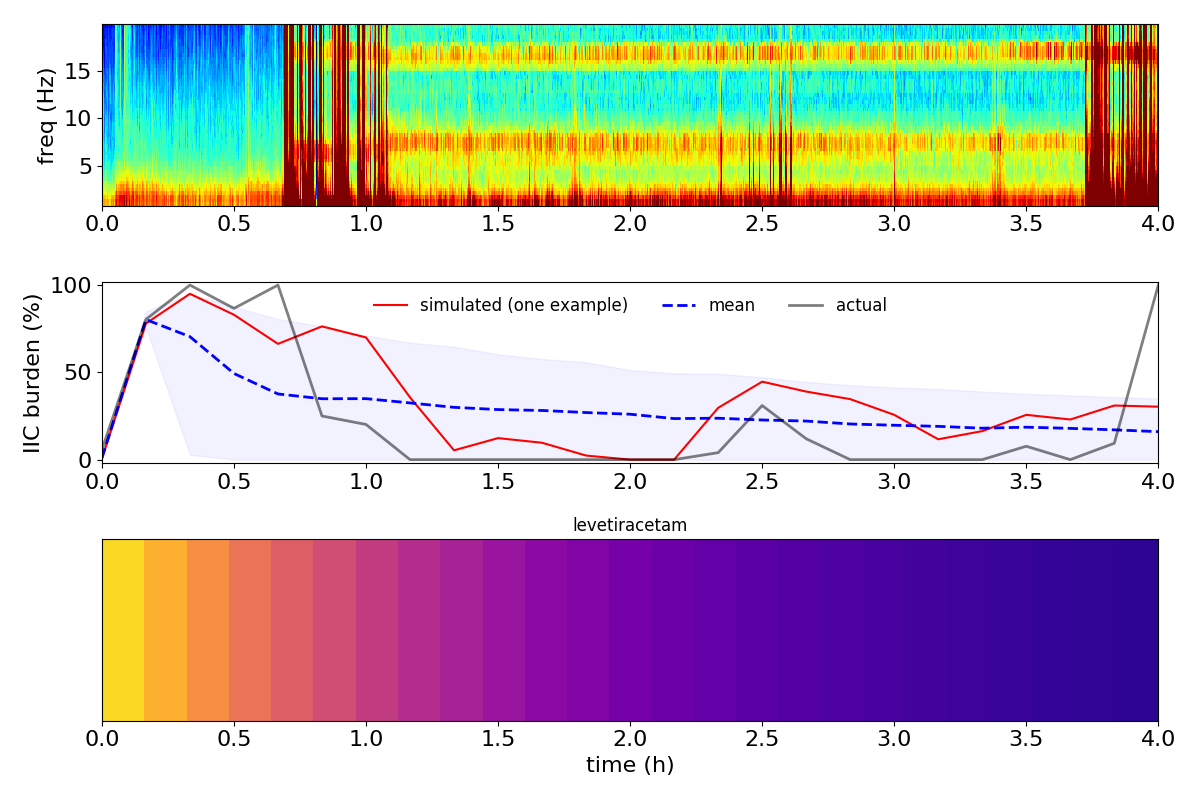 freq (Hz)
15
10
5
0.0 0.5 1.0 1.5 2.0 2.5 3.0 3.5 4.0
IIC burden (%)
100
50
0
simulated (one example) mean actual
0.0 0.5 1.0 1.5 2.0 2.5 3.0 3.5 4.0
levetiracetam
0.0 0.5 1.0 1.5 2.0 2.5 3.0 3.5 4.0
time (h)